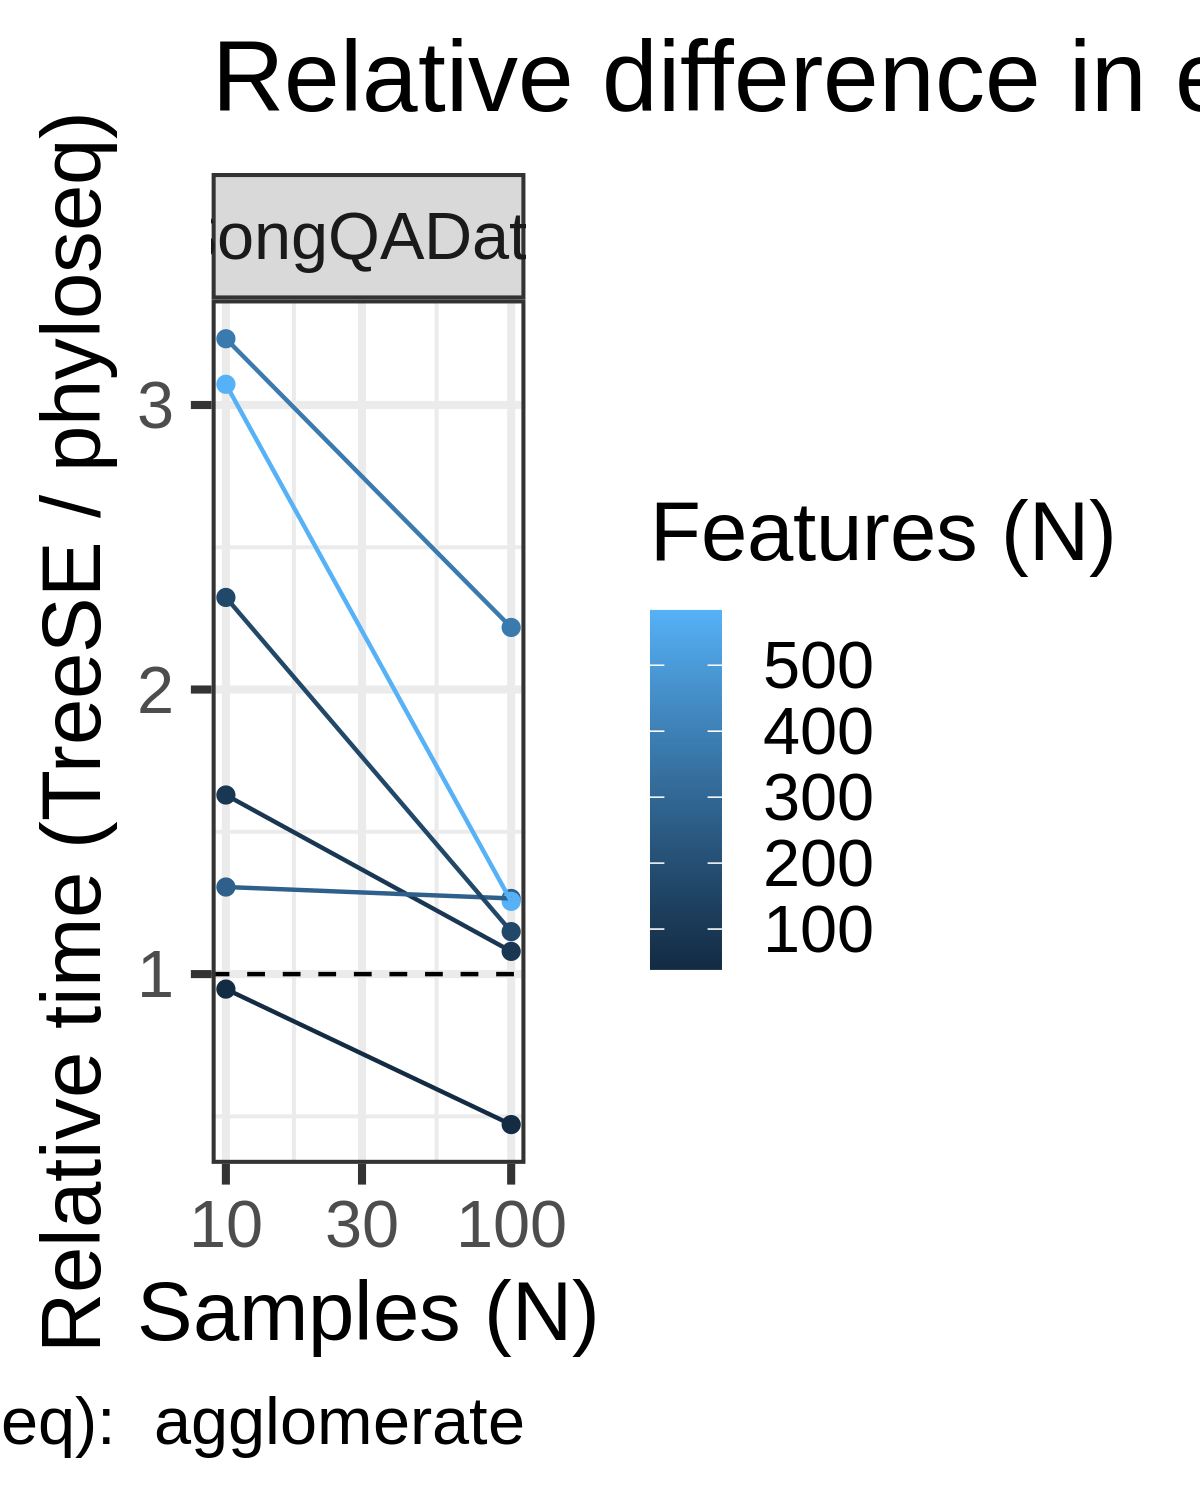 Relative difference in e
ongQADat
Relative time (TreeSE / phyloseq)
3
2
1
10 30 100
Samples (N)
Features (N)
500
400
300
200
100
eq): agglomerate